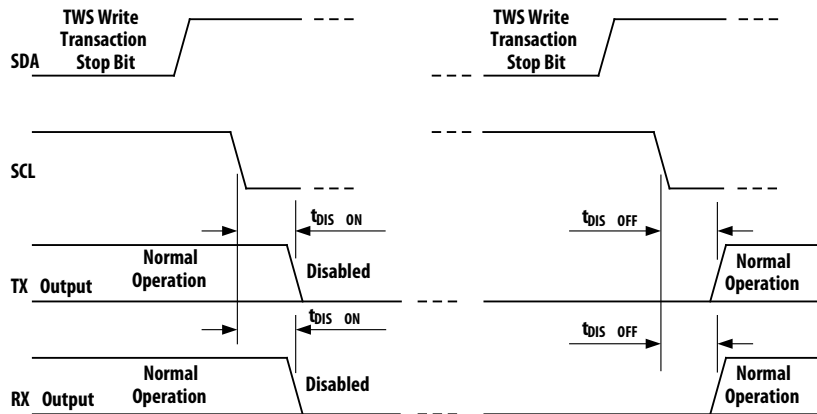 TWS Write
Transaction
Stop Bit
TWS Write
Transaction
Stop Bit
SDA
SCL
tDIS ON
tDIS OFF
Normal
Operation
Disabled
Normal
Operation
TX Output
tDIS ON
tDIS OFF
Normal
Operation
Disabled
Normal
Operation
RX Output